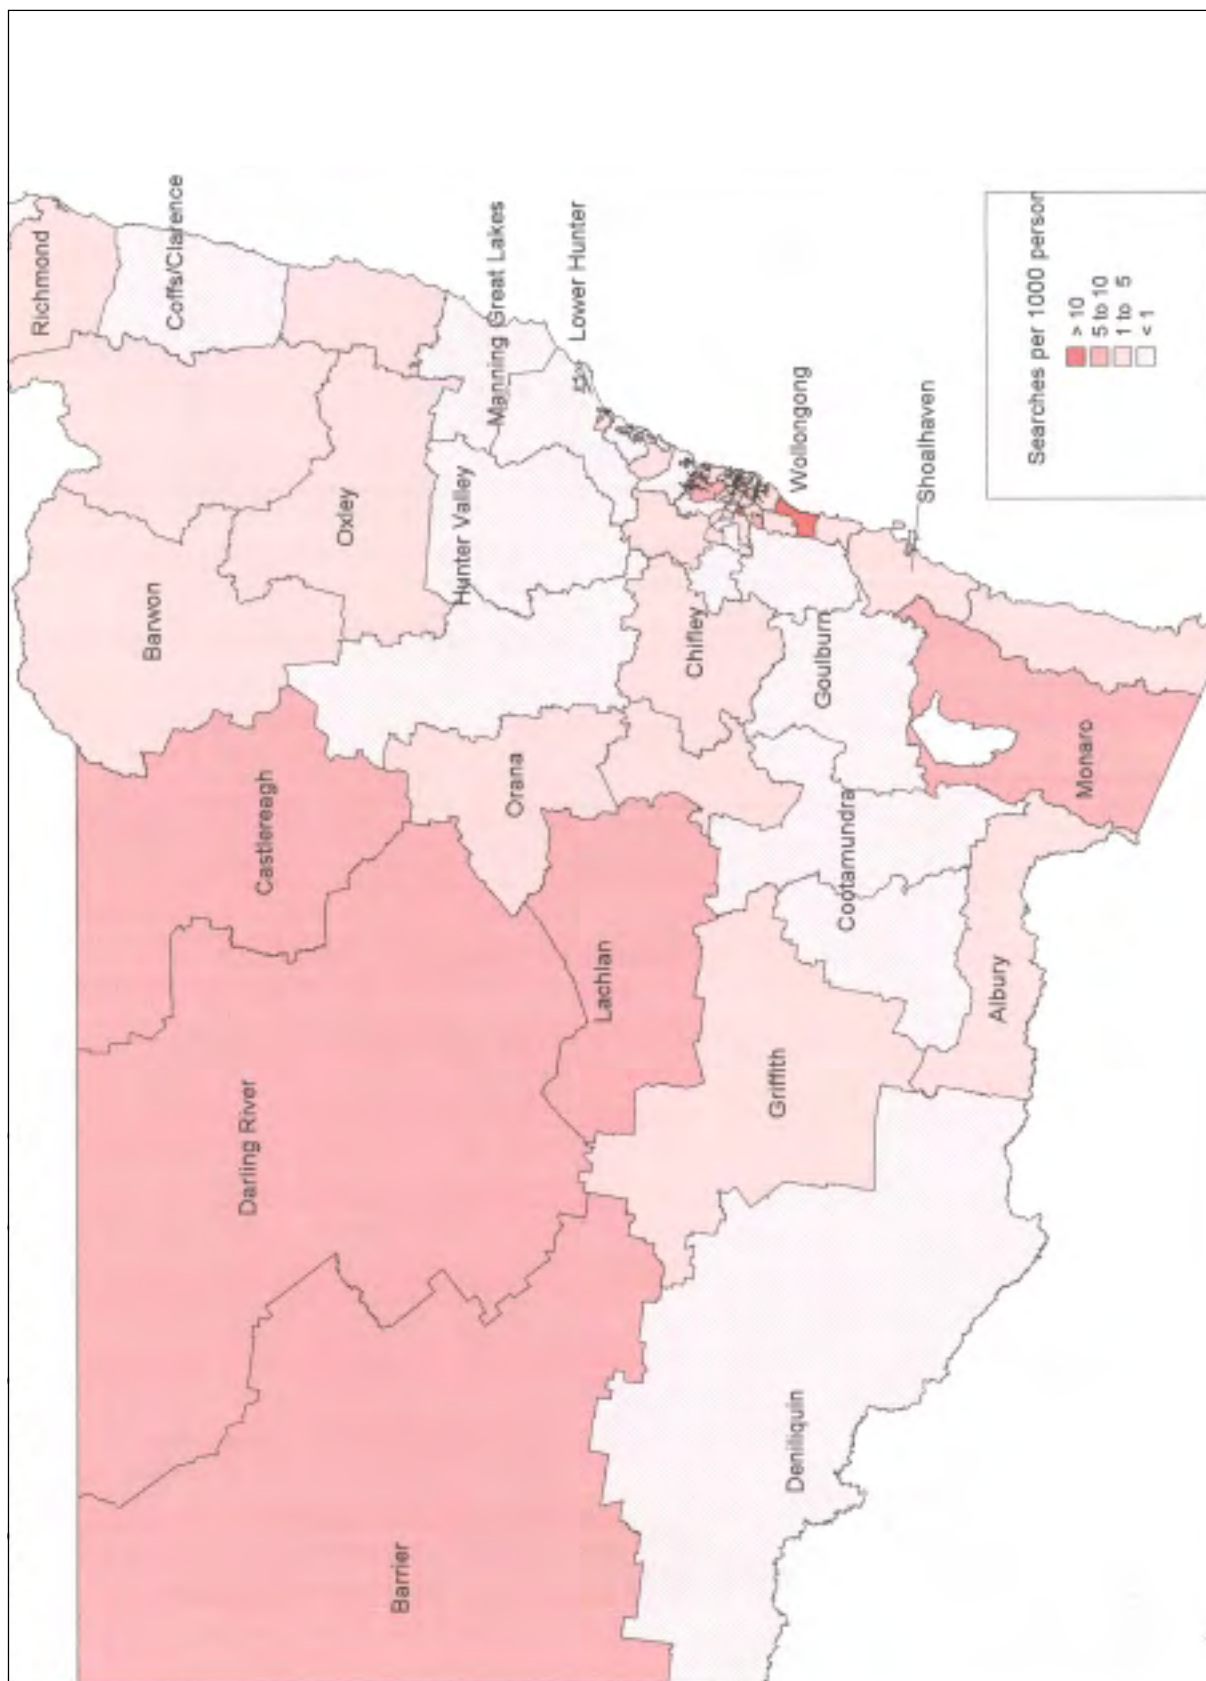 Richmond
Coffs/Clarence
Manning Great Lakes
Lower Hunter
Barwon
Oxley
Hunter Valley
Wollongong
Shoalhaven
Chifley
Goulburn
Castlereagh
Orana
Monaro
Cootamundra
Lachlan
Albury
Darling River
Griffith
Barrier
Deniliquin
Searches per 1000 person
> 10
5 to 10
1 to 5
< 1